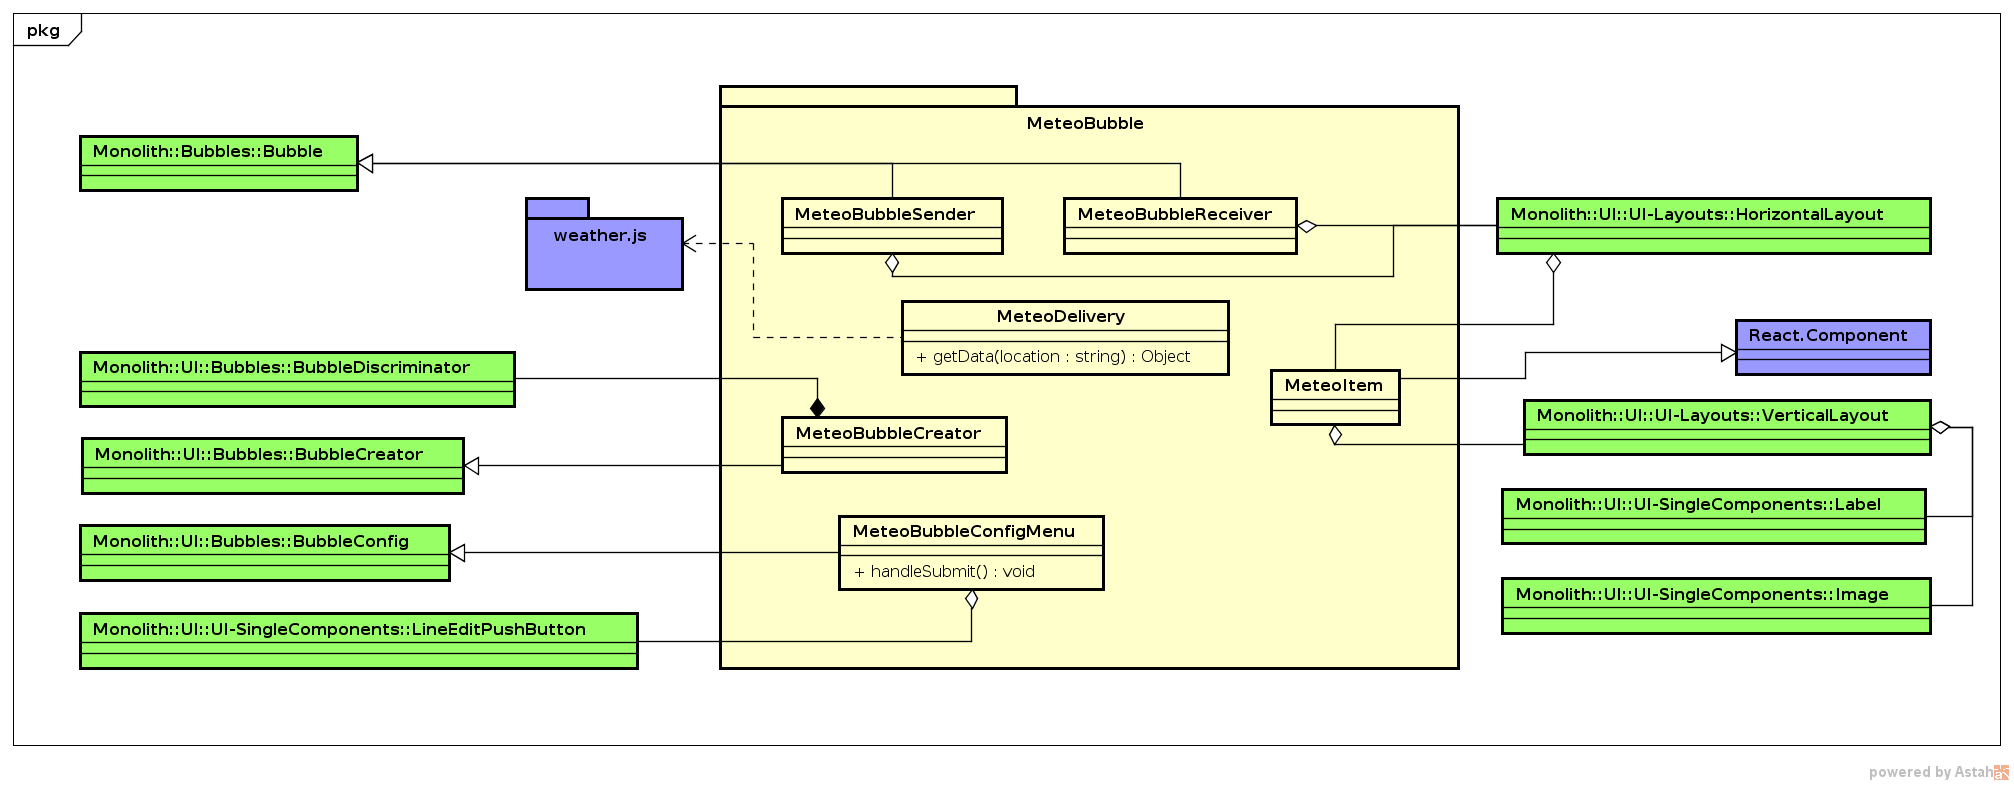 pkg
MeteoBubble
Monolith::Bubbles::Bubble
weather.js
MeteoBubbleSender
MeteoBubbleReceiver
Monolith::UI::UI-Layouts::HorizontalLayout
MeteoDelivery
+ getData(location : string) : Object
React.Component
Monolith::UI::Bubbles::BubbleDiscriminator
MeteoItem
Monolith::UI::UI-Layouts::VerticalLayout
MeteoBubbleCreator
Monolith::UI::Bubbles::BubbleCreator
Monolith::UI::UI-SingleComponents::Label
MeteoBubbleConfigMenu
+ handleSubmit() : void
Monolith::UI::Bubbles::BubbleConfig
Monolith::UI::UI-SingleComponents::Image
Monolith::UI::UI-SingleComponents::LineEditPushButton
powered by Astah